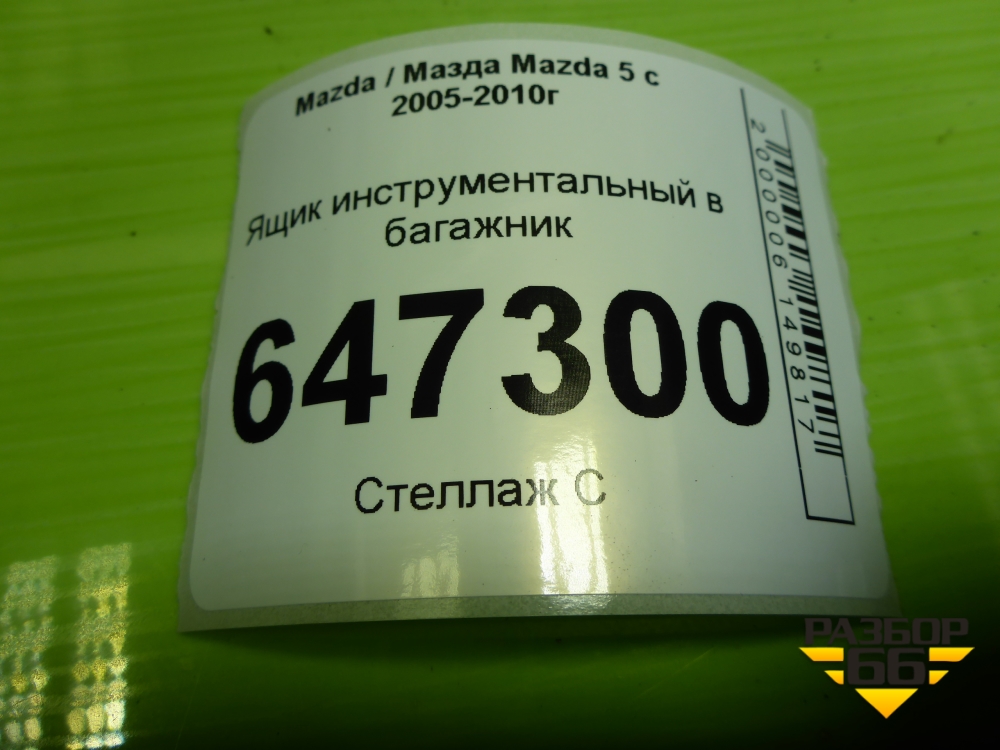 Mazda / Мазда Mazda 5 с
2005-2010г
Ящик инструментальный в
багажник
647300
Стеллаж С
2000006149817
РАЗБОР
66